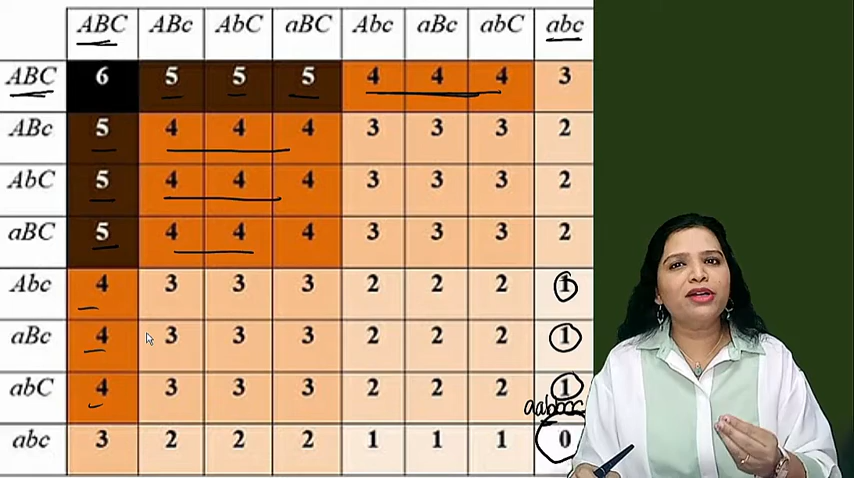 ABC ABc AbC aBC Abc aBc abC abc
ABC 6 5 5 5 4 4 4 3
ABc 5 4 4 4 3 3 3 2
AbC 5 4 4 4 3 3 3 2
aBC 5 4 4 4 3 3 3 2
Abc 4 3 3 3 2 2 2 1
aBc 4 3 3 3 2 2 2 1
abC 4 3 3 3 2 2 2 1
aabbcc
abc 3 2 2 2 1 1 1 0